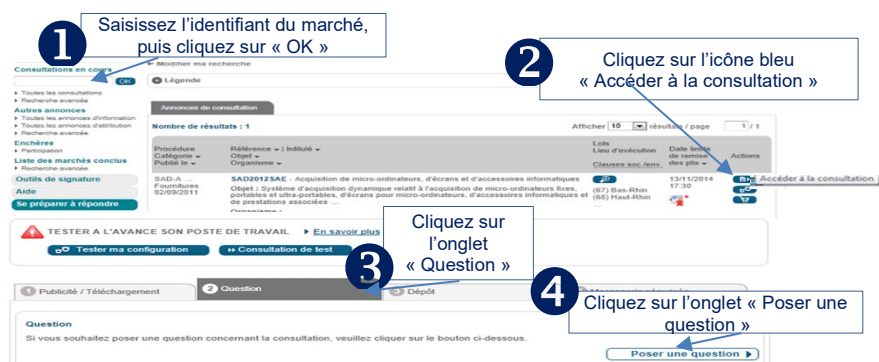 1
Saisissez l'identifiant du marché,
puis cliquez sur « OK »
2
Cliquez sur l'icône bleu
« Accéder à la consultation »
Consultations en cours
OK
Toutes les consultations
Recherche avancée
Autres annonces
Toutes les annonces d'information
Toutes les annonces d'attribution
Recherche avancée
Enchères
Participation
Liste des marchés conclus
Recherche avancée
Outils de signature
Aide
Se préparer à répondre
← Modifier ma recherche
Légende
Annonces de consultation
Nombre de résultats : 1
Afficher 10 résultats / page 1 / 1
Procédure
Catégorie
Publié le
Référence | Intitulé
Objet
Organisme
Lots
Lieu d'exécution
Clauses soc./env.
Date limite
de remise
des plis
Actions
SAD-A ...
Fournitures
02/09/2011
SAD2012SAE - Acquisition de micro-ordinateurs, d'écrans et d'accessoires informatiques
Objet : Système d'acquisition dynamique relatif à l'acquisition de micro-ordinateurs fixes,
portables et ultra-portables, d'écrans pour micro-ordinateurs, d'accessoires informatiques et
de prestations associées ...
Organisme :
(67) Bas-Rhin
(68) Haut-Rhin
...
13/11/2014
17:30
Accéder à la consultation
TESTER A L'AVANCE SON POSTE DE TRAVAIL En savoir plus
Tester ma configuration
Consultation de test
3
Cliquez sur
l'onglet
« Question »
4
Cliquez sur l'onglet « Poser une
question »
1 Publicité / Téléchargement
2 Question
3 Dépôt
Question
Si vous souhaitez poser une question concernant la consultation, veuillez cliquer sur le bouton ci-dessous.
Poser une question